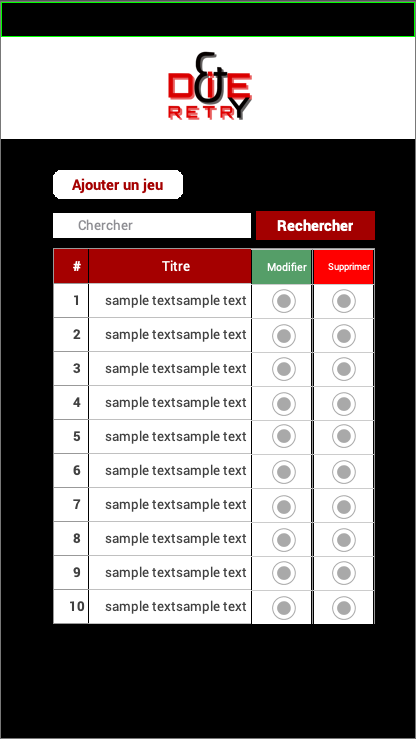 D&iteE
RETRY
Ajouter un jeu
Chercher Rechercher
# Titre Modifier Supprimer
1 sample textsample text
2 sample textsample text
3 sample textsample text
4 sample textsample text
5 sample textsample text
6 sample textsample text
7 sample textsample text
8 sample textsample text
9 sample textsample text
10 sample textsample text